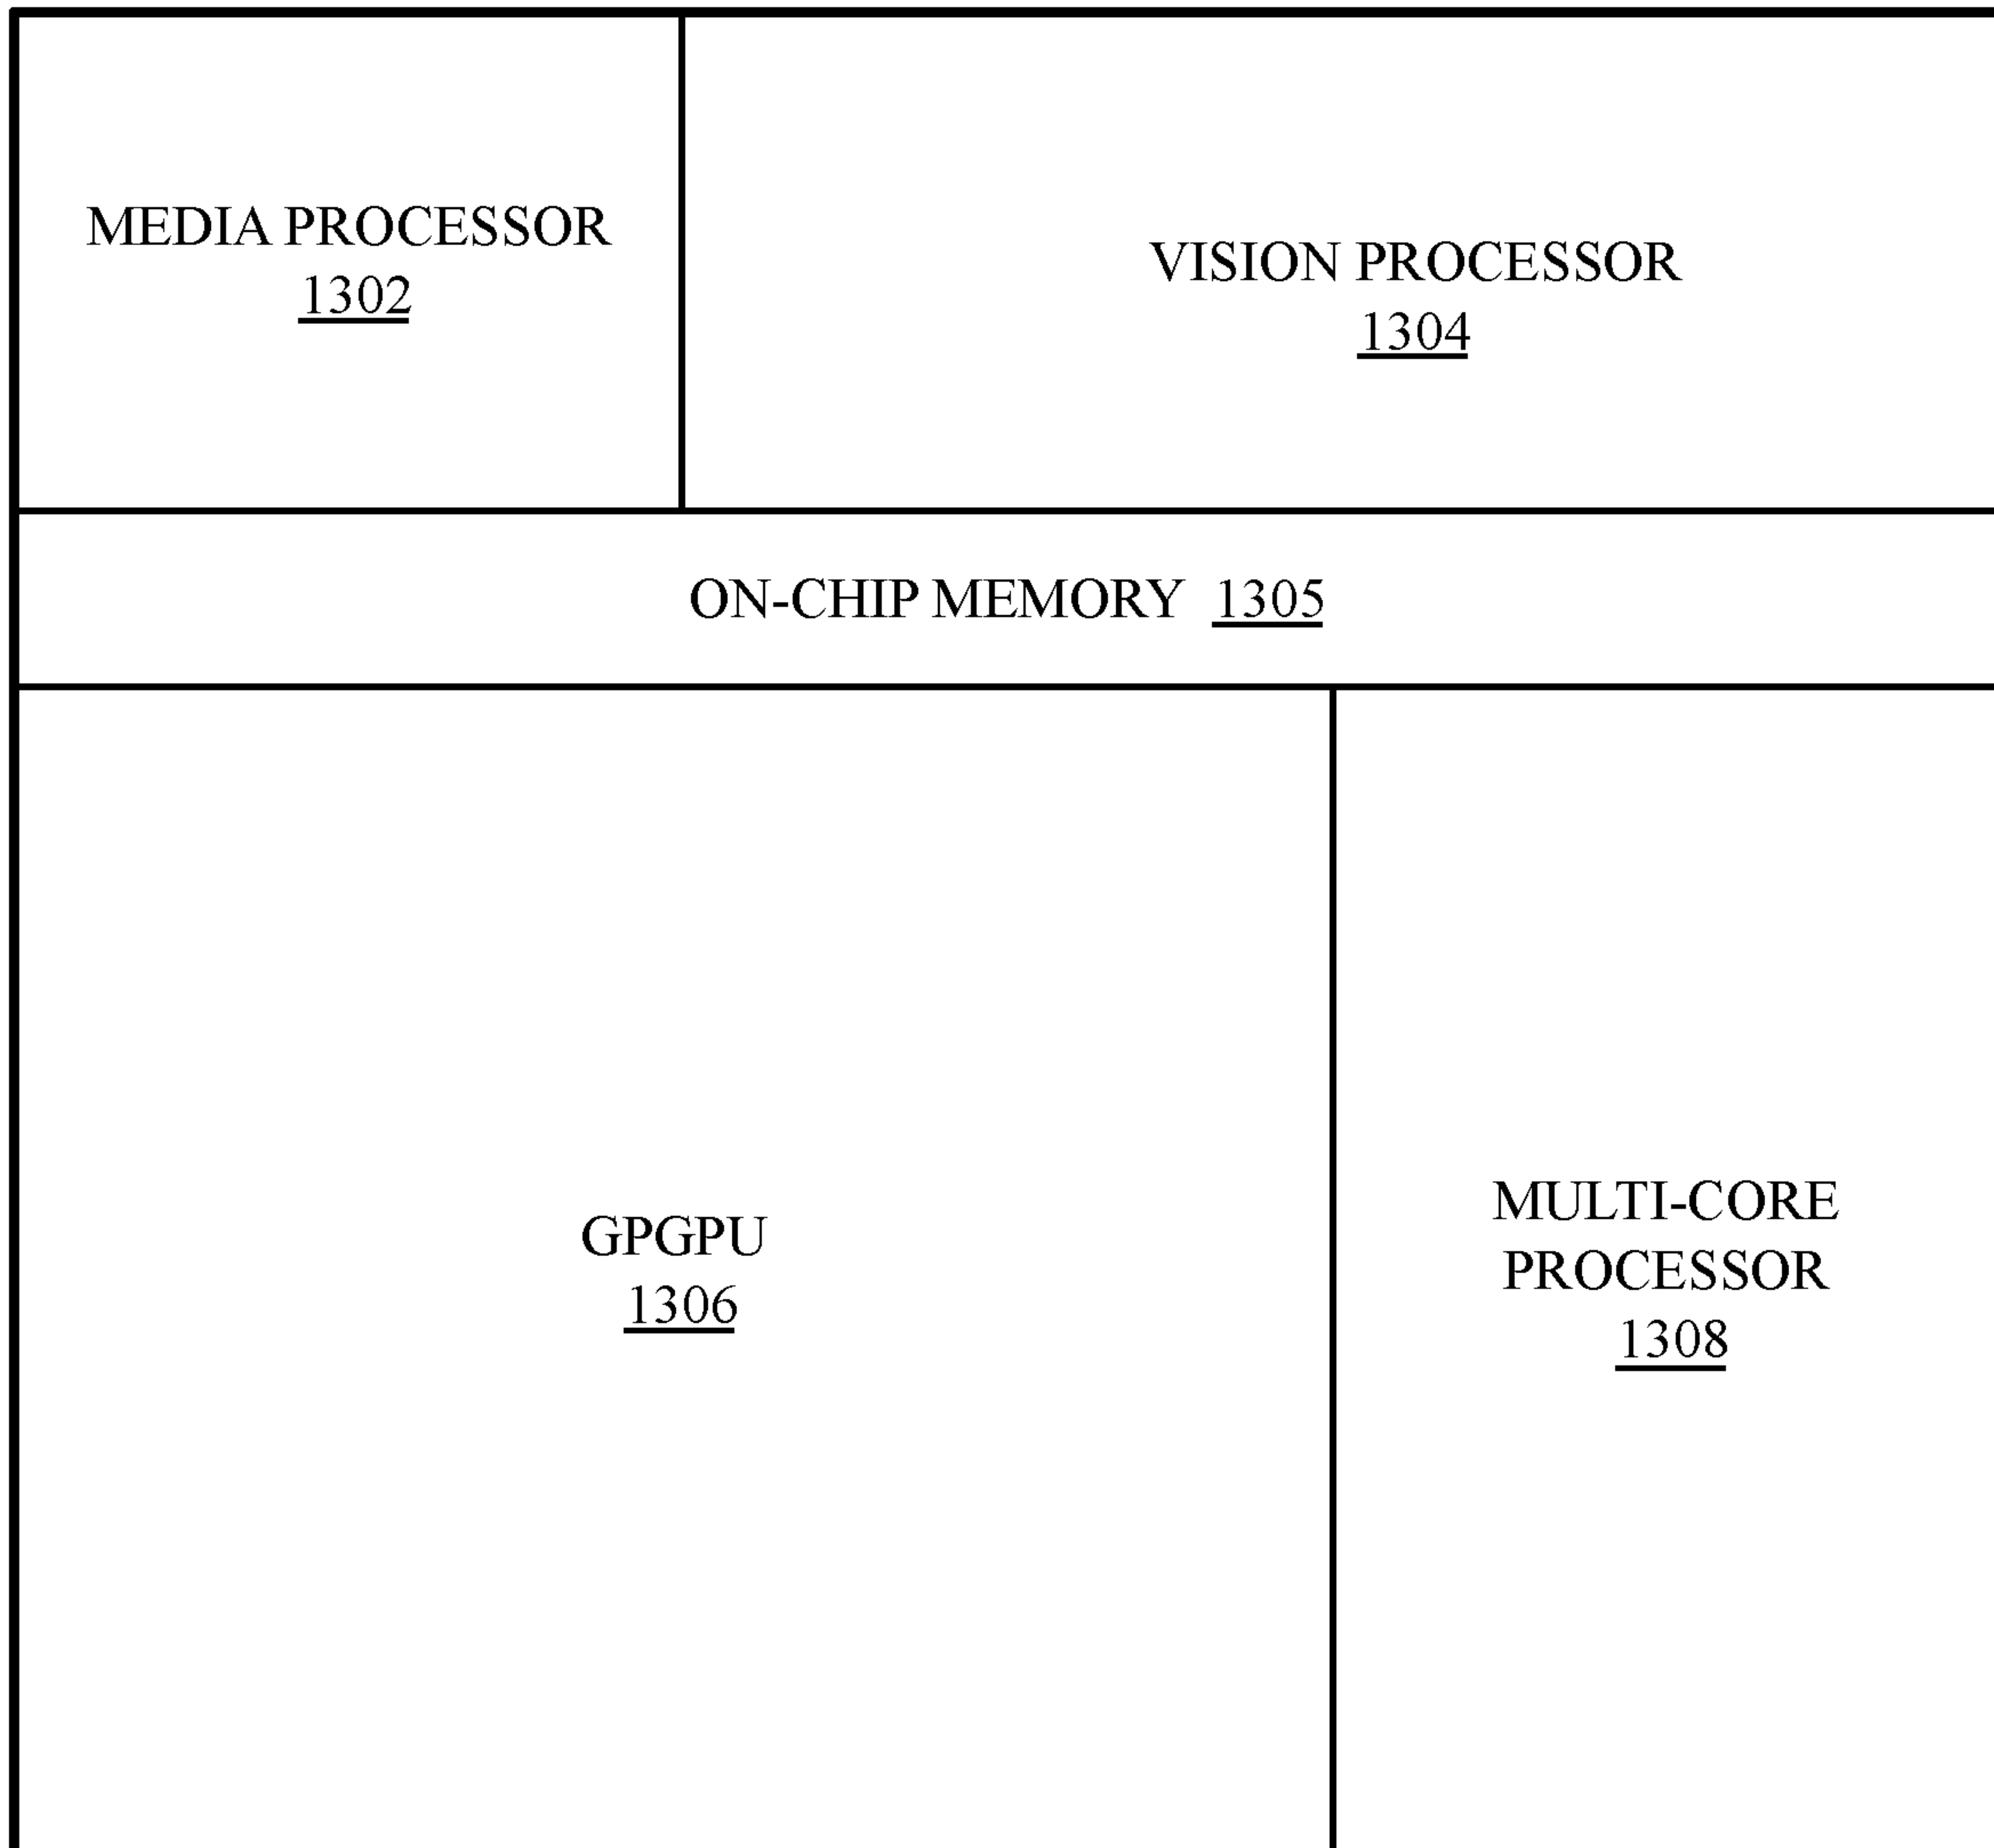 MEDIA PROCESSOR
1302
VISION PROCESSOR
1304
ON-CHIP MEMORY 1305
GPGPU
1306
MULTI-CORE
PROCESSOR
1308